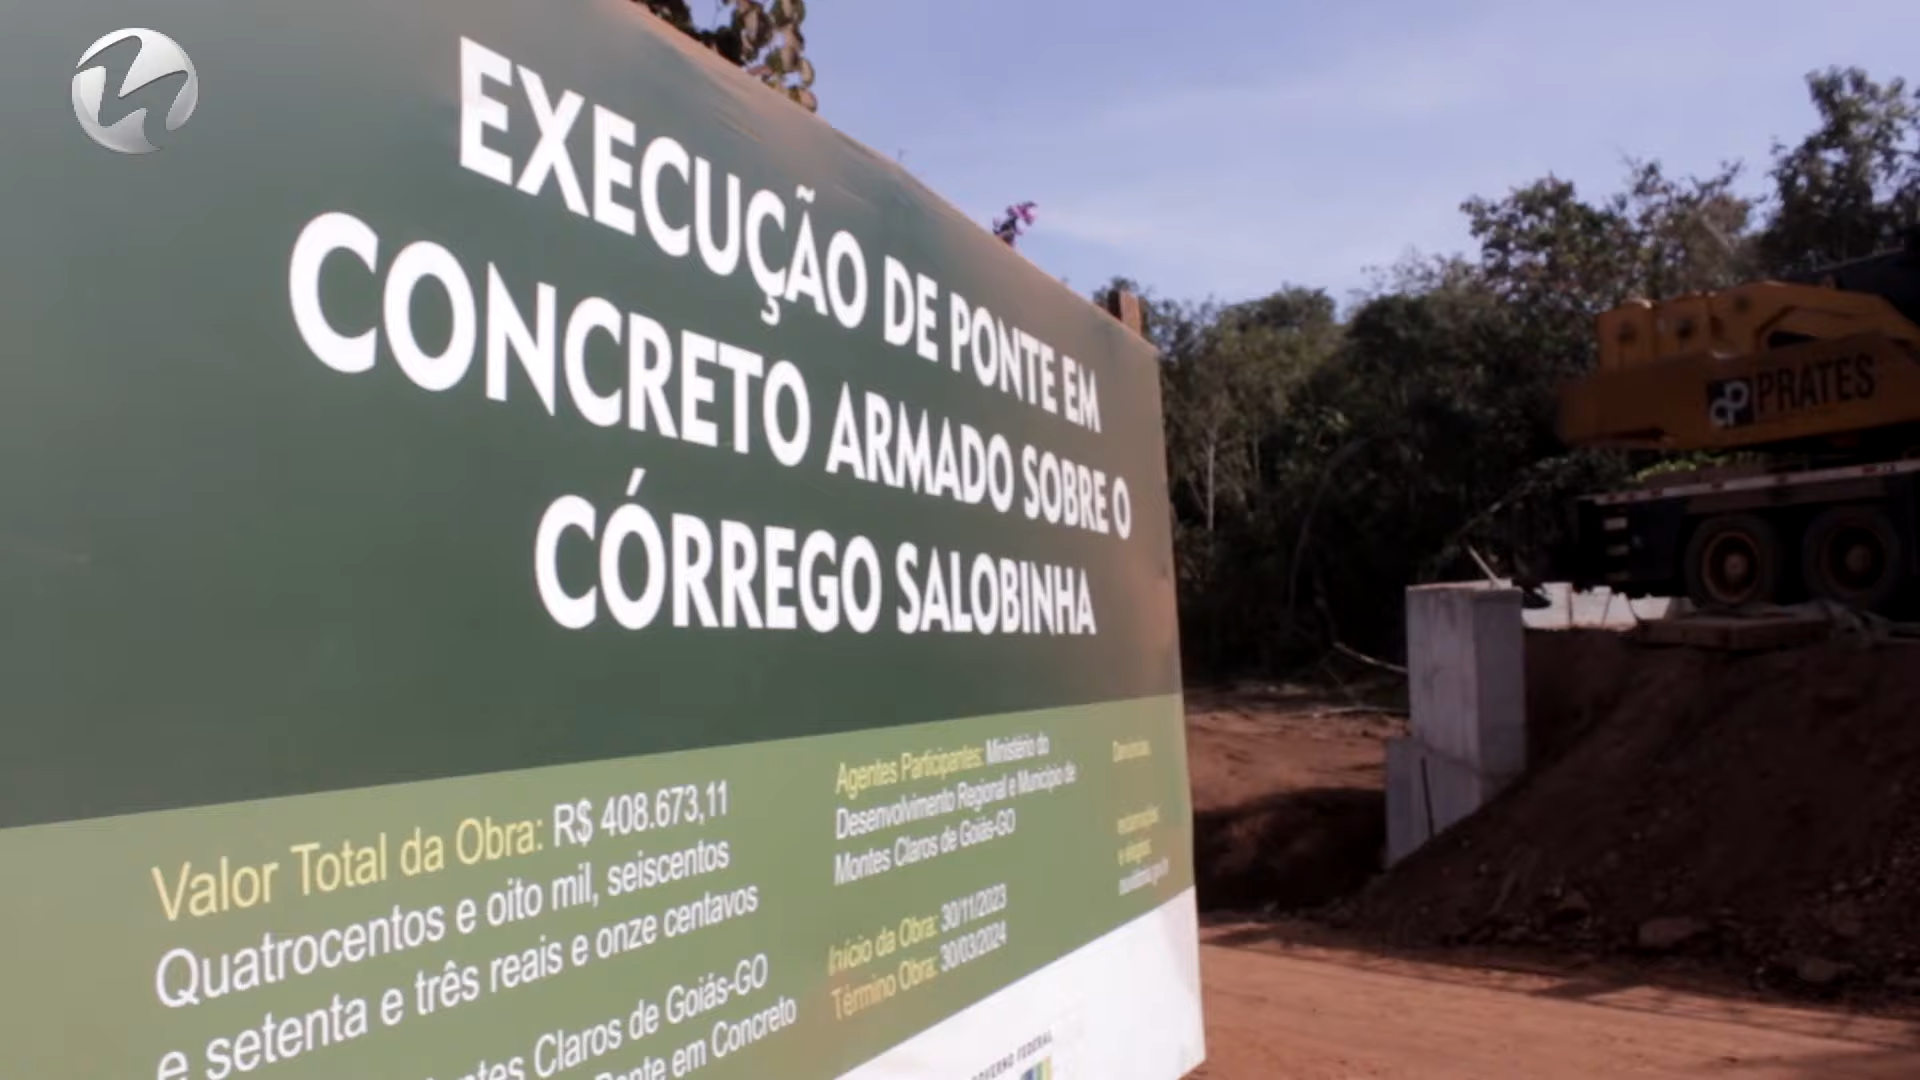 EXECUÇÃO DE PONTE EM
CONCRETO ARMADO SOBRE O
CÓRREGO SALOBINHA
Valor Total da Obra: R$ 408.673,11
Quatrocentos e oito mil, seiscentos
e setenta e três reais e onze centavos
Claros de Goiás-GO
Ponte em Concreto
Agentes Participantes: Ministério do
Desenvolvimento Regional e Município de
Montes Claros de Goiás-GO
Início da Obra: 30/11/2023
Término Obra: 30/03/2024
FEDERAL
PRATES